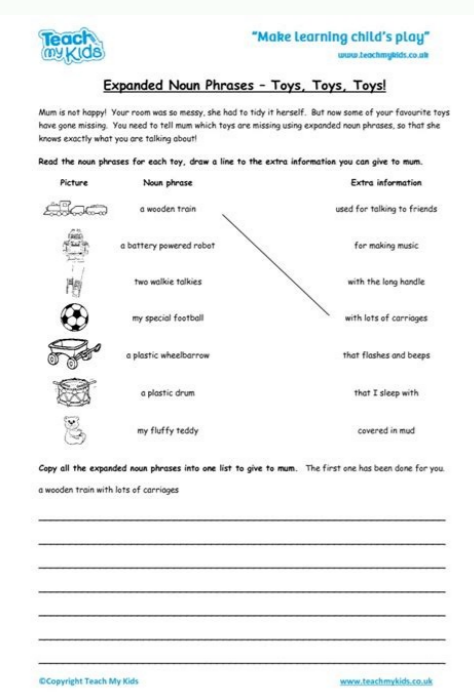 Teach
my Kids
"Make learning child's play"
www.teachmykids.co.uk
Expanded Noun Phrases – Toys, Toys, Toys!
Mum is not happy! Your room was so messy, she had to tidy it herself. But now some of your favourite toys
have gone missing. You need to tell mum which toys are missing using expanded noun phrases, so that she
knows exactly what you are talking about!
Read the noun phrases for each toy, draw a line to the extra information you can give to mum.
Picture Noun phrase Extra information
a wooden train used for talking to friends
a battery powered robot for making music
two walkie talkies with the long handle
my special football with lots of carriages
a plastic wheelbarrow that flashes and beeps
a plastic drum that I sleep with
my fluffy teddy covered in mud
Copy all the expanded noun phrases into one list to give to mum. The first one has been done for you.
a wooden train with lots of carriages
©Copyright Teach My Kids www.teachmykids.co.uk